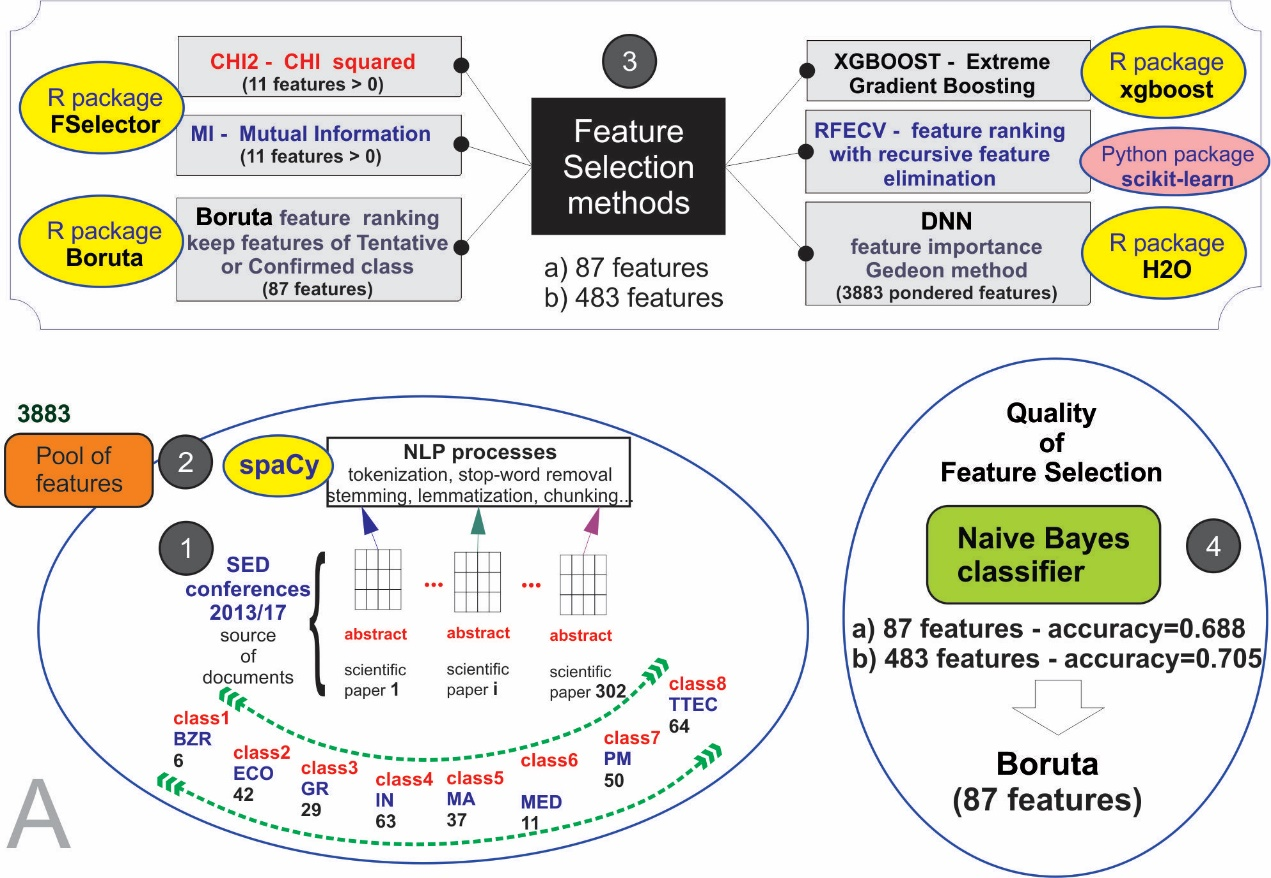 R package
FSelector
CHI2 - CHI squared
(11 features > 0)
MI - Mutual Information
(11 features > 0)
R package
Boruta
Boruta feature ranking
keep features of Tentative
or Confirmed class
(87 features)
3
Feature
Selection
methods
a) 87 features
b) 483 features
XGBOOST - Extreme
Gradient Boosting
R package
xgboost
RFECV - feature ranking
with recursive feature
elimination
Python package
scikit-learn
DNN
feature importance
Gedeon method
(3883 pondered features)
R package
H2O
3883
Pool of
features
2
spaCy
NLP processes
tokenization, stop-word removal
stemming, lemmatization, chunking...
1
SED
conferences
2013/17
source
of
documents
{
... ...
abstract abstract abstract
scientific
paper 1
scientific
paper i
scientific
paper 302
class1
BZR
6
class2
ECO
42
class3
GR
29
class4
IN
63
class5
MA
37
class6
MED
11
class7
PM
50
class8
TTEC
64
A
Quality
of
Feature Selection
Naive Bayes
classifier
4
a) 87 features - accuracy=0.688
b) 483 features - accuracy=0.705
Boruta
(87 features)